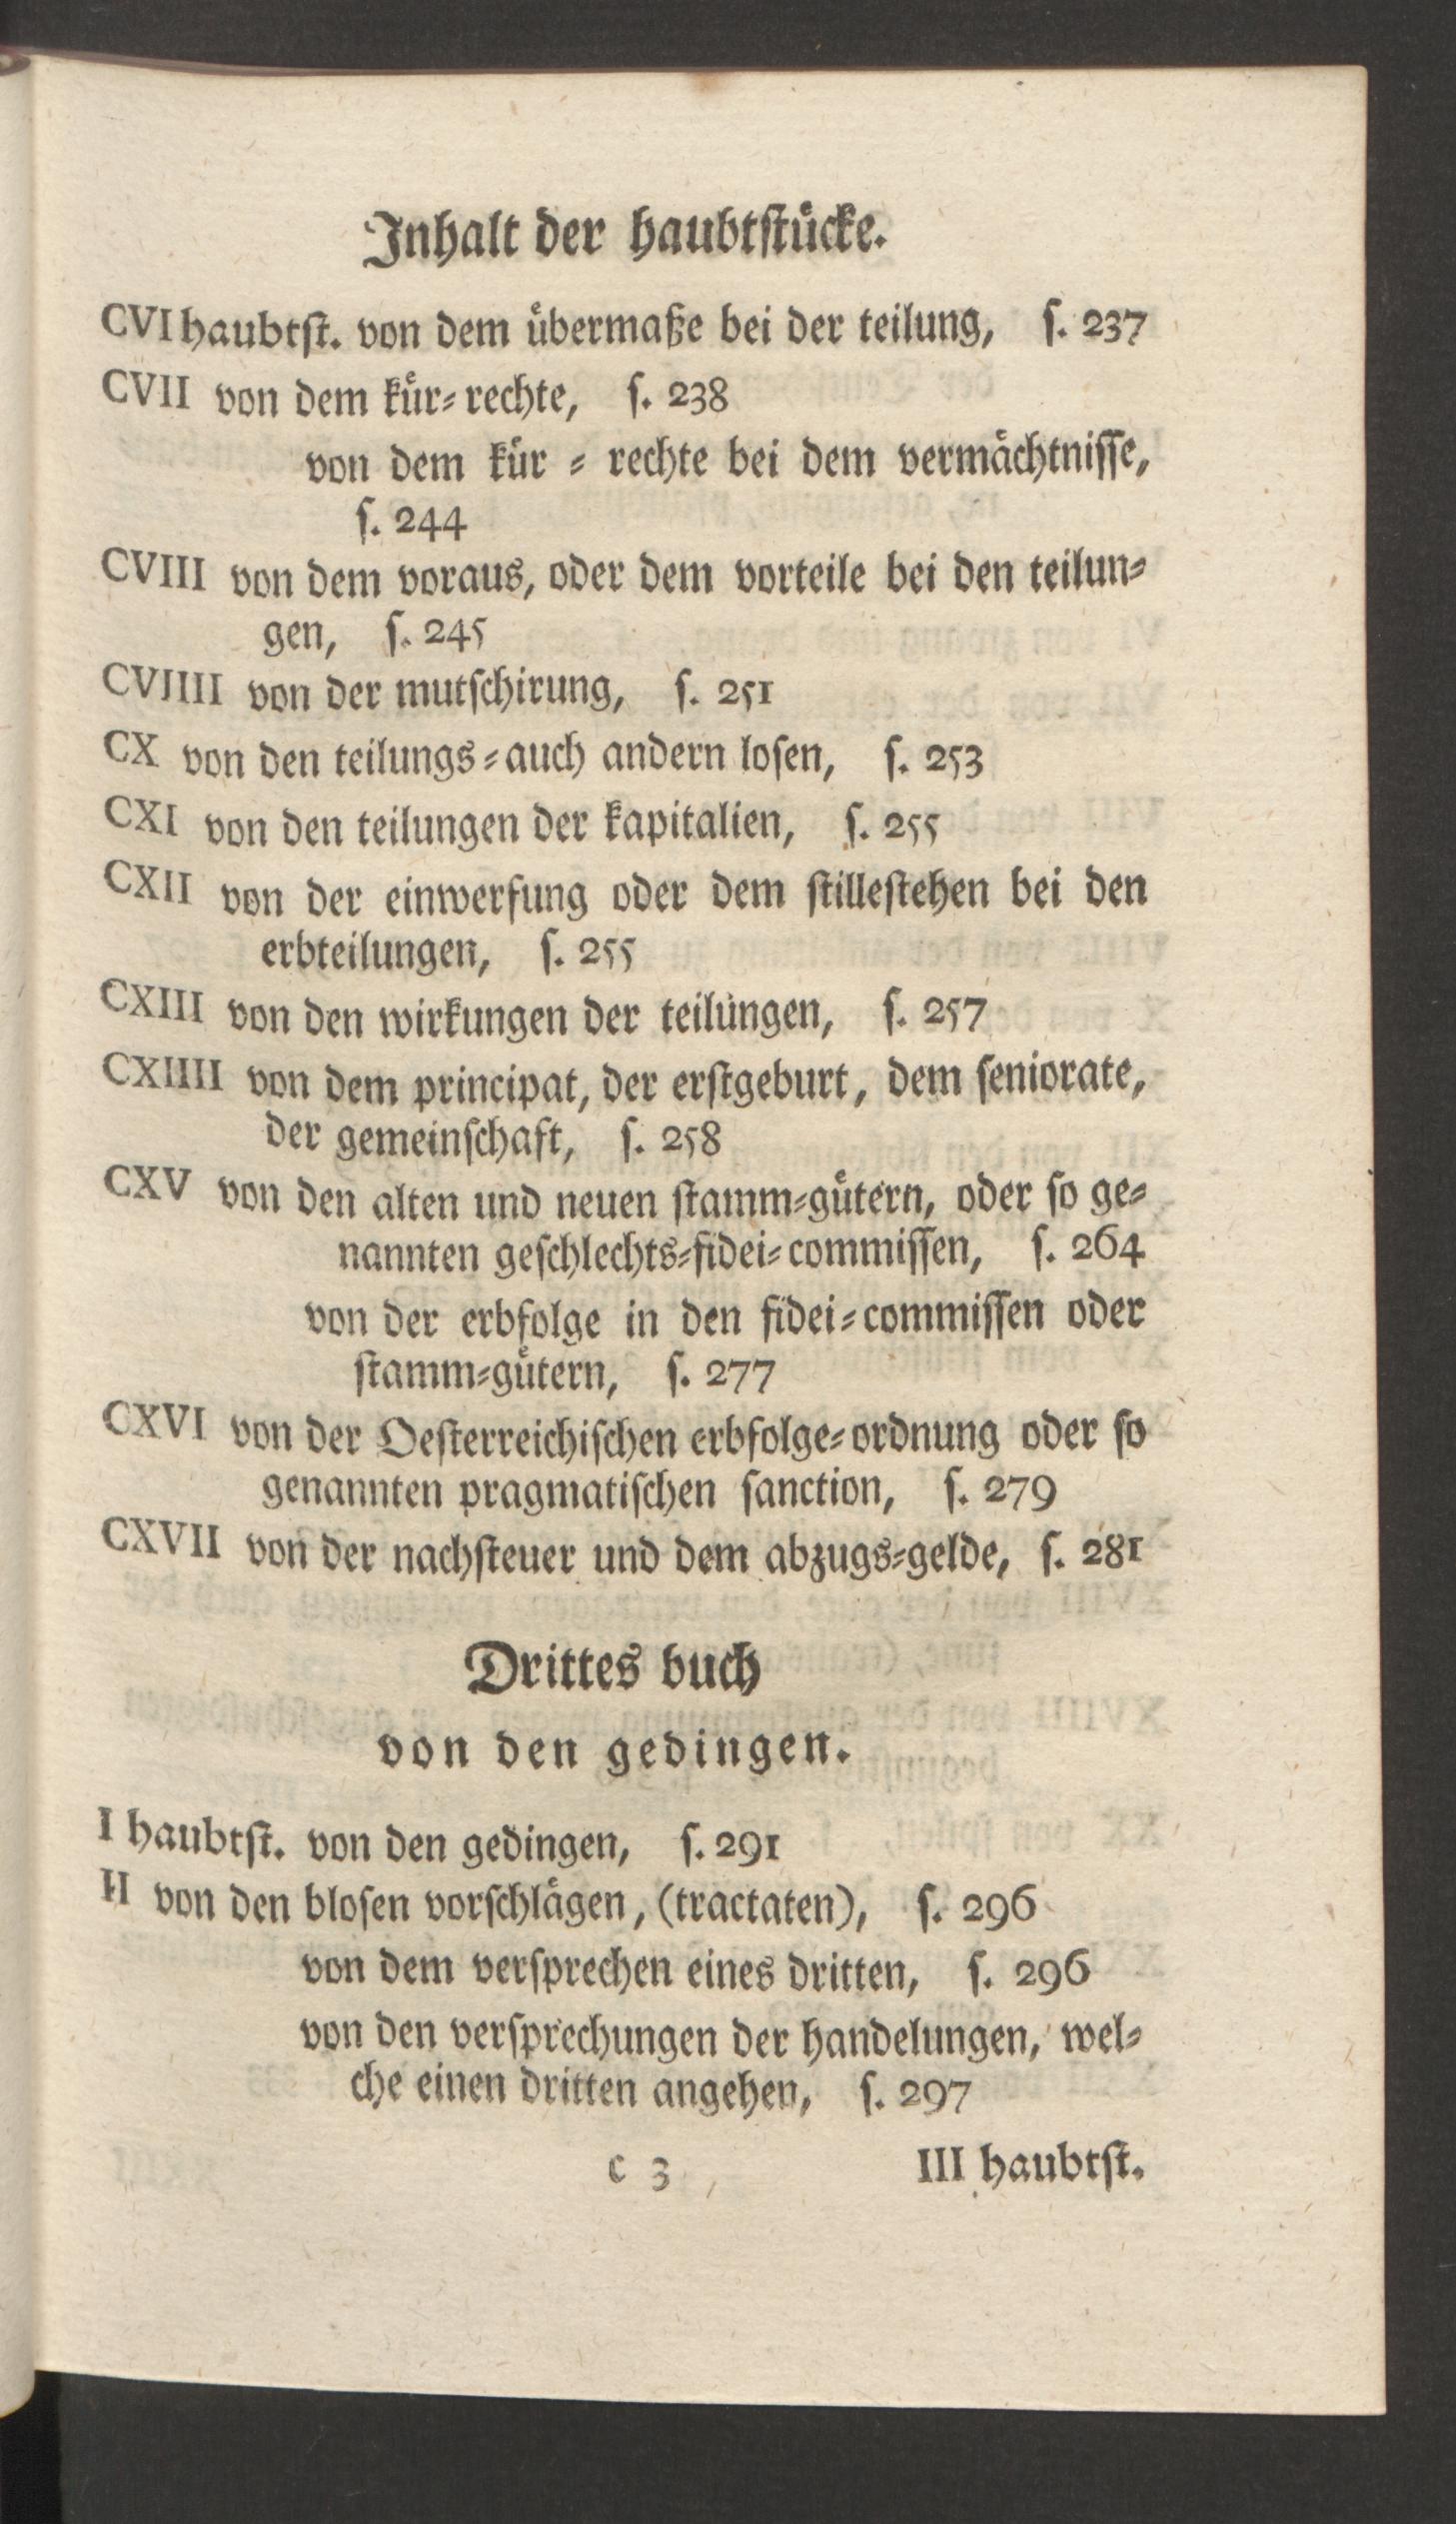 Inhalt der haubtſtücke.
CVI haubtſt. von dem übermaße bei der teilung, ſ. 237
CVII von dem kür⸗rechte, ſ. 238
von dem kür ⸗ rechte bei dem vermächtniſſe,
ſ. 244
CVIII von dem voraus, oder dem vorteile bei den teilun⸗
gen, ſ. 245
CVIIII von der mutſchirung, ſ. 251
CX von den teilungs⸗auch andern loſen, ſ. 253
CXI von den teilungen der kapitalien, ſ. 255
CXII von der einwerfung oder dem ſtilleſtehen bei den
erbteilungen, ſ. 255
CXIII von den wirkungen der teilungen, ſ. 257
CXIIII von dem principat, der erſtgeburt, dem ſeniorate,
der gemeinſchaft, ſ. 258
CXV von den alten und neuen ſtamm⸗gütern, oder ſo ge⸗
nannten geſchlechts⸗fidei⸗commiſſen, ſ. 264
von der erbfolge in den fidei⸗commiſſen oder
ſtamm⸗gütern, ſ. 277
CXVI von der Oeſterreichiſchen erbfolge⸗ordnung oder ſo
genannten pragmatiſchen ſanction, ſ. 279
CXVII von der nachſteuer und dem abzugs⸗gelde, ſ. 281
Drittes buch
von den gedingen.
I haubtſt. von den gedingen, ſ. 291
II von den bloſen vorſchlägen, (tractaten), ſ. 296
von dem verſprechen eines dritten, ſ. 296
von den verſprechungen der handelungen, wel⸗
che einen dritten angehen, ſ. 297
c 3 III haubtſt.